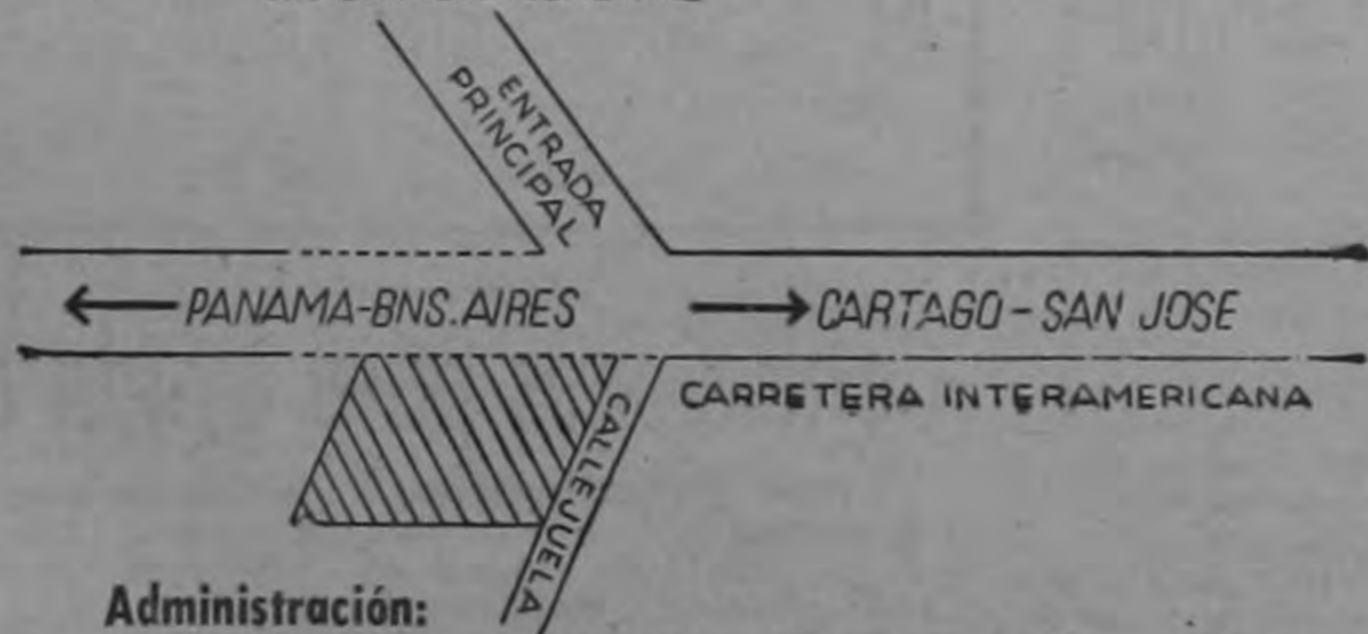 ENTRADA
PRINCIPAL
← PANAMA-BNS.AIRES
→ CARTAGO - SAN JOSE
CARRETERA INTERAMERICANA
CALLEJUELA
Administración: